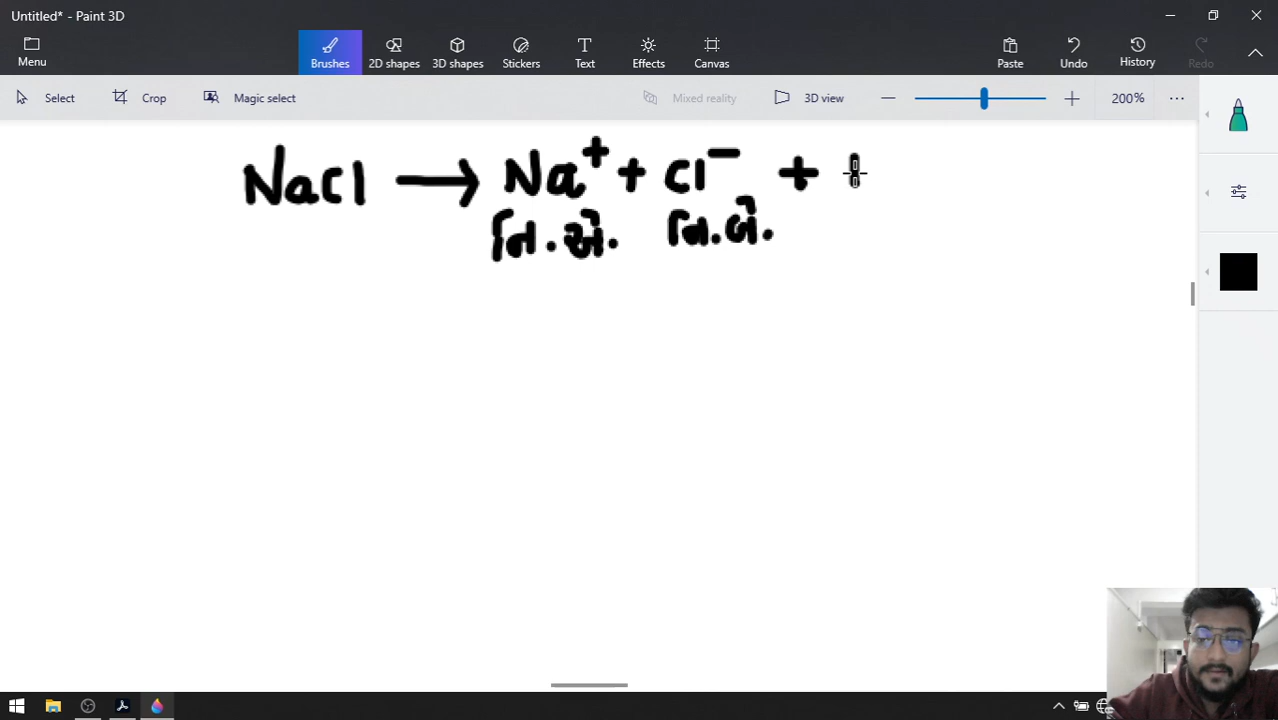 Untitled* - Paint 3D
Menu
Brushes
2D shapes
3D shapes
Stickers
Text
Effects
Canvas
Paste
Undo
History
Redo
Select
Crop
Magic select
Mixed reality
3D view
200%
NaCl → Na⁺ + Cl⁻ +